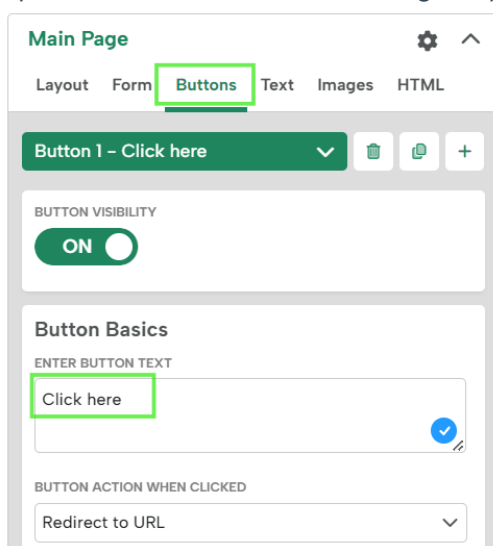 Main Page
Layout Form Buttons Text Images HTML
Button 1 - Click here
BUTTON VISIBILITY
ON
Button Basics
ENTER BUTTON TEXT
Click here
BUTTON ACTION WHEN CLICKED
Redirect to URL